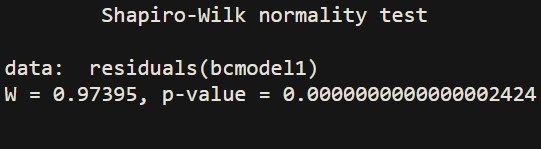 Shapiro-Wilk normality test
data: residuals(bcmodel1)
W = 0.97395, p-value = 0.0000000000000002424